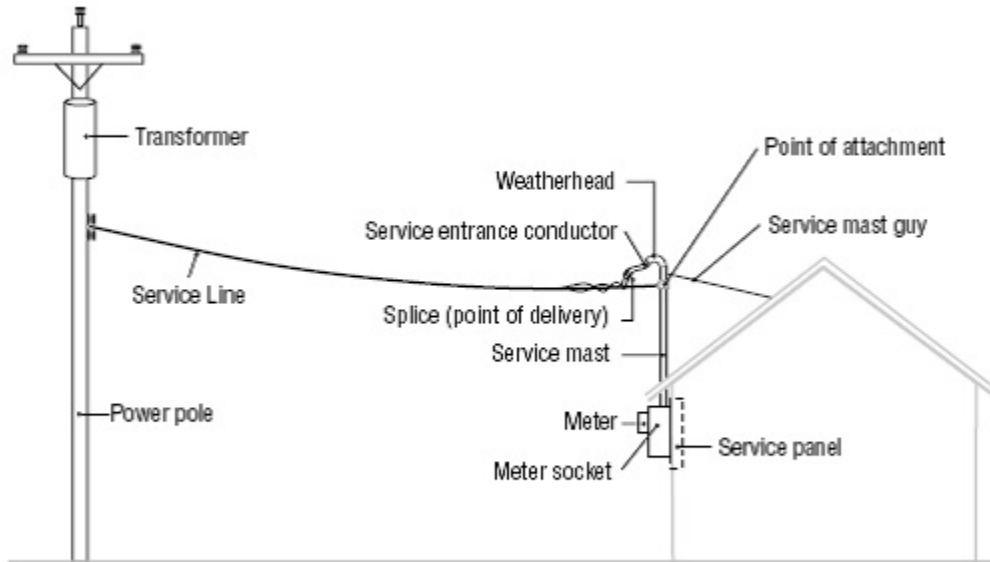 Transformer
Point of attachment
Weatherhead
Service mast guy
Service entrance conductor
Service Line
Splice (point of delivery)
Service mast
Power pole
Meter
Service panel
Meter socket